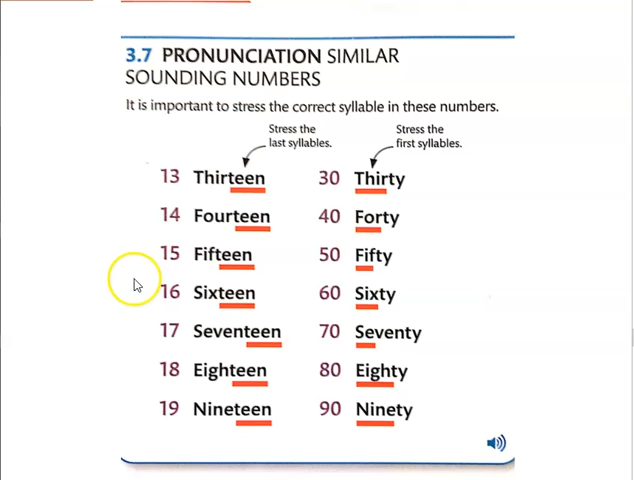 3.7 PRONUNCIATION SIMILAR
SOUNDING NUMBERS
It is important to stress the correct syllable in these numbers.
Stress the
last syllables.
Stress the
first syllables.
13 Thirteen 30 Thirty
14 Fourteen 40 Forty
15 Fifteen 50 Fifty
16 Sixteen 60 Sixty
17 Seventeen 70 Seventy
18 Eighteen 80 Eighty
19 Nineteen 90 Ninety